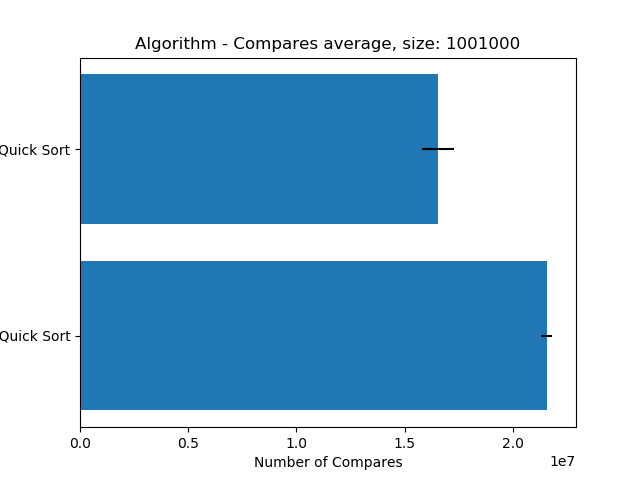 Algorithm - Compares average, size: 1001000
Quick Sort
Quick Sort
0.0 0.5 1.0 1.5 2.0
1e7
Number of Compares